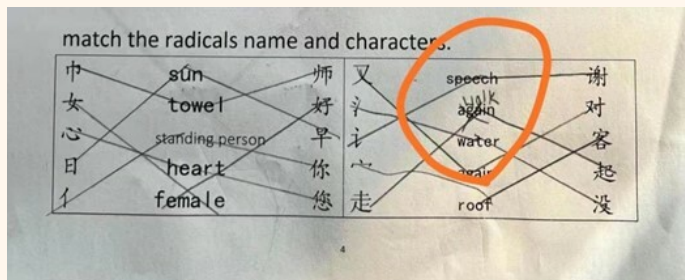 match the radicals name and characters.
巾 sun 师 又 speech 谢
女 towel 好 氵 walk again 对
心 standing person 早 讠 water 客
日 heart 你 宀 again 起
亻 female 您 走 roof 没
4